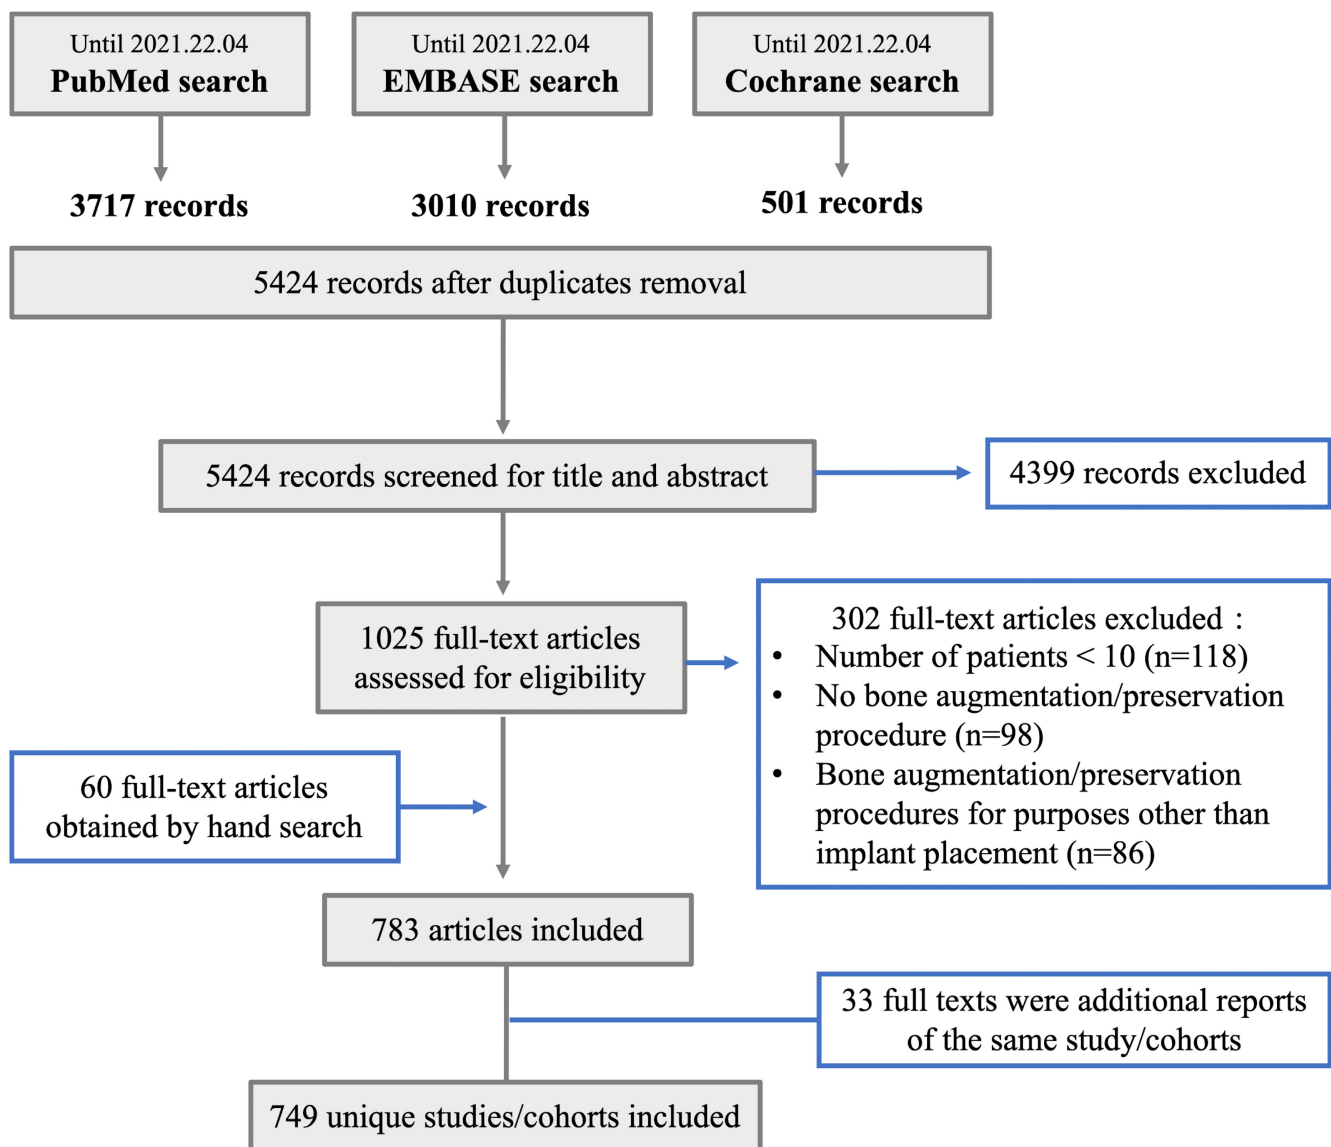 Until 2021.22.04
PubMed search
Until 2021.22.04
EMBASE search
Until 2021.22.04
Cochrane search
3717 records
3010 records
501 records
5424 records after duplicates removal
5424 records screened for title and abstract
4399 records excluded
1025 full-text articles
assessed for eligibility
302 full-text articles excluded :
• Number of patients < 10 (n=118)
• No bone augmentation/preservation
procedure (n=98)
• Bone augmentation/preservation
procedures for purposes other than
implant placement (n=86)
60 full-text articles
obtained by hand search
783 articles included
33 full texts were additional reports
of the same study/cohorts
749 unique studies/cohorts included